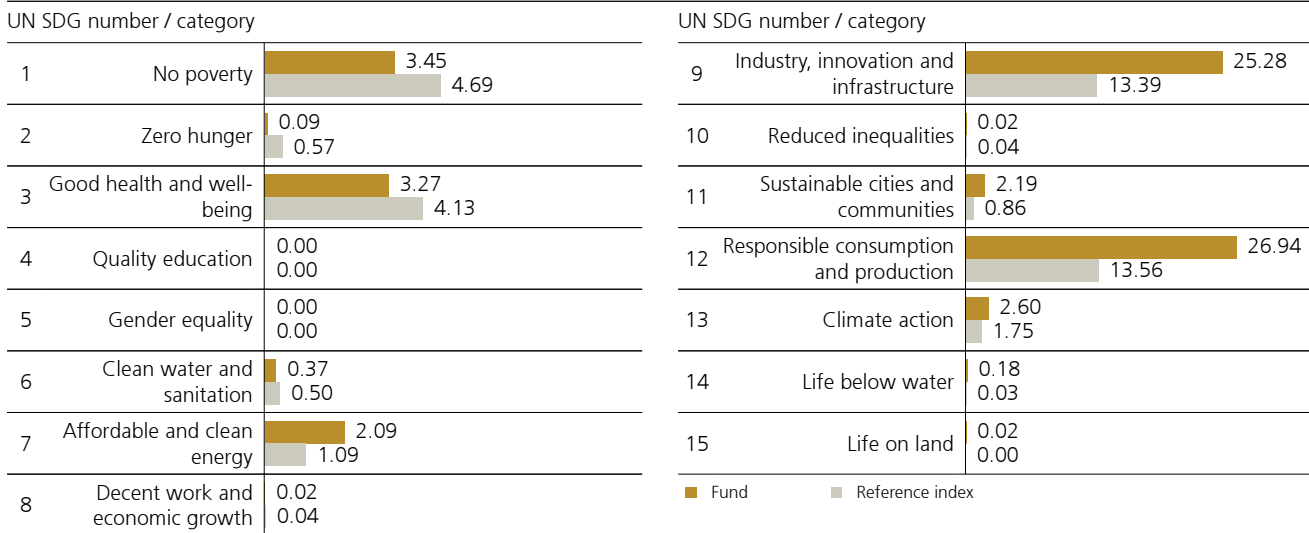 UN SDG number / category
1
No poverty
3.45
4.69
2
Zero hunger
0.09
0.57
3
Good health and well-
being
3.27
4.13
4
Quality education
0.00
0.00
5
Gender equality
0.00
0.00
6
Clean water and
sanitation
0.37
0.50
7
Affordable and clean
energy
2.09
1.09
8
Decent work and
economic growth
0.02
0.04
UN SDG number / category
9
Industry, innovation and
infrastructure
25.28
13.39
10
Reduced inequalities
0.02
0.04
11
Sustainable cities and
communities
2.19
0.86
12
Responsible consumption
and production
26.94
13.56
13
Climate action
2.60
1.75
14
Life below water
0.18
0.03
15
Life on land
0.02
0.00
Fund
Reference index